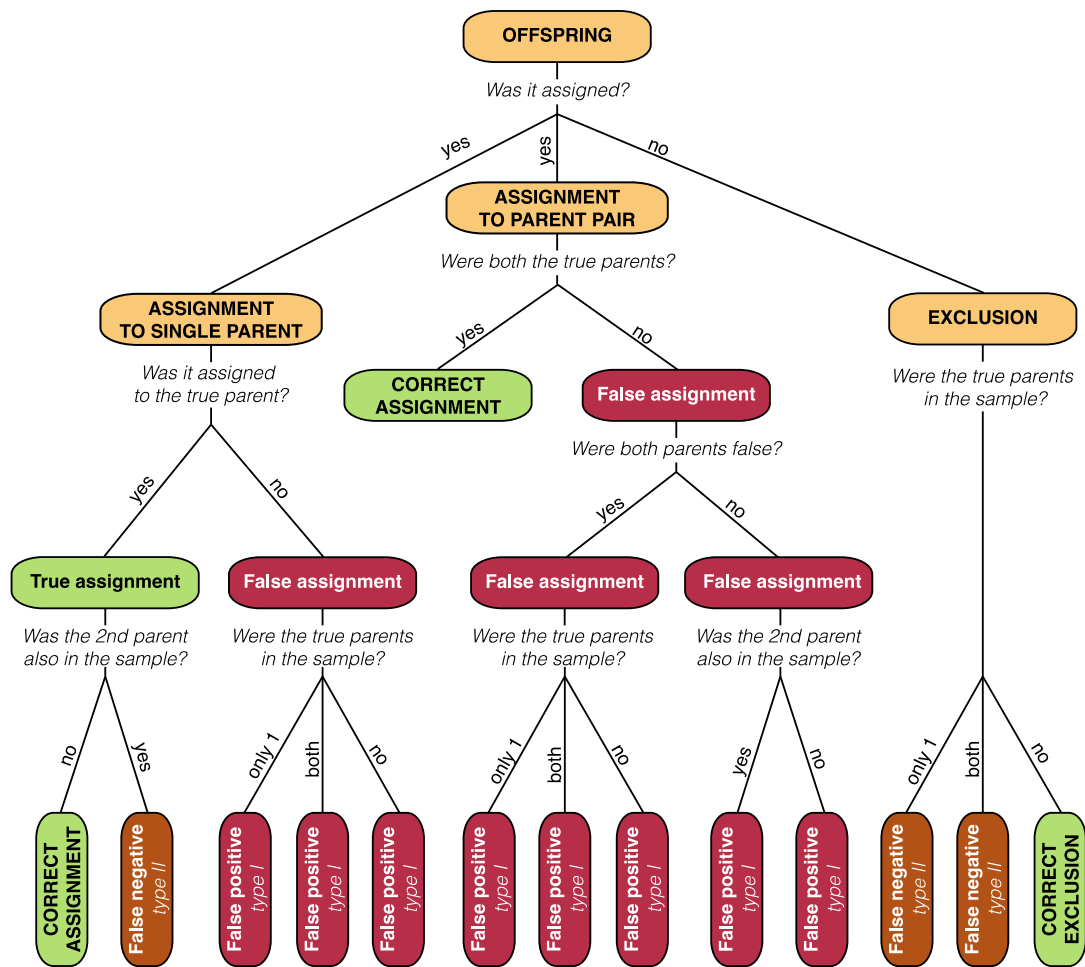 OFFSPRING
Was it assigned?
yes
yes
no
ASSIGNMENT
TO PARENT PAIR
Were both the true parents?
ASSIGNMENT
TO SINGLE PARENT
EXCLUSION
yes
no
Was it assigned
to the true parent?
CORRECT
ASSIGNMENT
False assignment
Were the true parents
in the sample?
Were both parents false?
yes
no
yes
no
True assignment
False assignment
False assignment
False assignment
Was the 2nd parent
also in the sample?
Were the true parents
in the sample?
Were the true parents
in the sample?
Was the 2nd parent
also in the sample?
no
yes
only 1
both
no
only 1
both
no
yes
no
only 1
both
no
CORRECT
ASSIGNMENT
False negative
type II
False positive
type I
False positive
type I
False positive
type I
False positive
type I
False positive
type I
False positive
type I
False positive
type I
False positive
type I
False negative
type II
False negative
type II
CORRECT
EXCLUSION